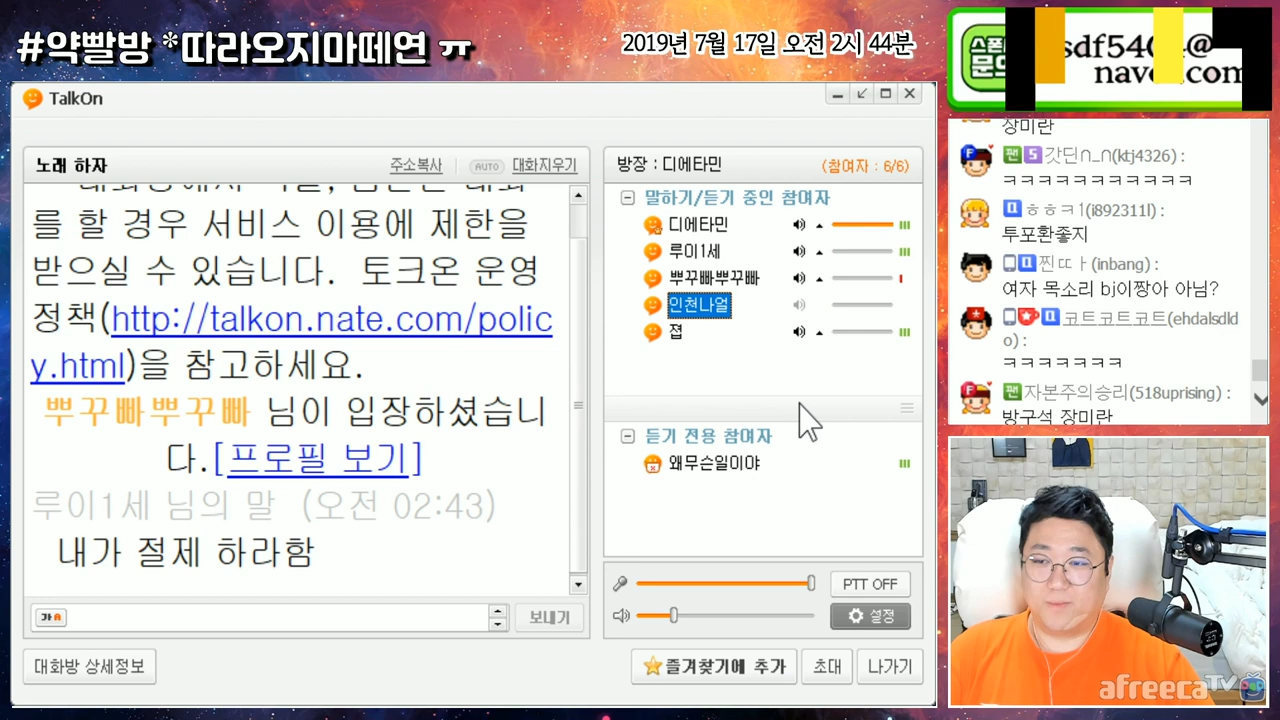 #약빨방 *따라오지마떼연 ㅠ
2019년 7월 17일 오전 2시 44분
TalkOn
노래 하자
주소복사
AUTO 대화지우기
를 할 경우 서비스 이용에 제한을
받으실 수 있습니다. 토크온 운영
정책(http://talkon.nate.com/polic
y.html)을 참고하세요.
뿌꾸빠뿌꾸빠 님이 입장하셨습니
다.[프로필 보기]
루이1세 님의 말 (오전 02:43)
내가 절제 하라함
가
보내기
대화방 상세정보
방장 : 디에타민
(참여자 : 6/6)
말하기/듣기 중인 참여자
디에타민
루이1세
뿌꾸빠뿌꾸빠
인천나얼
졉
듣기 전용 참여자
왜무슨일이야
PTT OFF
설정
즐겨찾기에 추가
초대
나가기
장미란
팬 S 갓딘∩_∩(ktj4326) :
ㅋㅋㅋㅋㅋㅋㅋㅋㅋㅋㅋ
ㅎㅎㅋㅓ(i892311l) :
투포환좋지
찐ㄸㅏ(inbang) :
여자 목소리 bj이짱아 아님?
코트코트코트(ehdalsdld
o) :
ㅋㅋㅋㅋㅋㅋㅋ
팬 자본주의승리(518uprising) :
방구석 장미란
afreecaTV